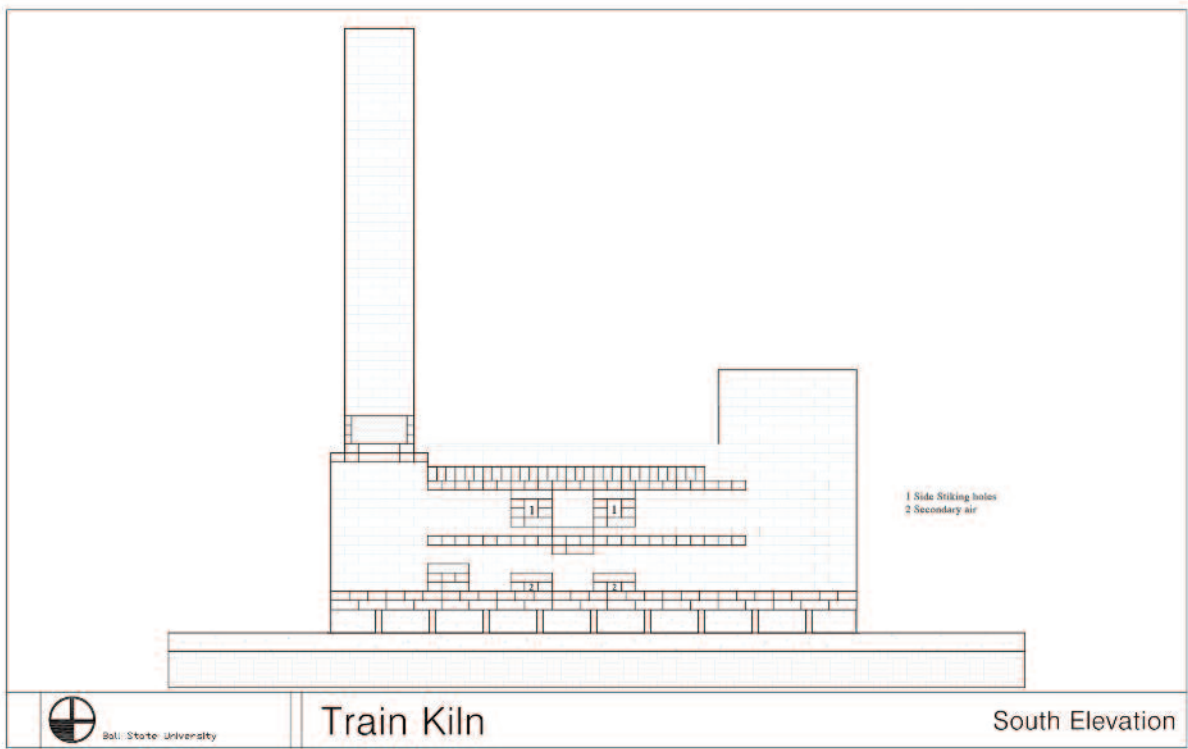 1
1
1 Side Stiking holes
2 Secondary air
2
2
Ball State University
Train Kiln
South Elevation